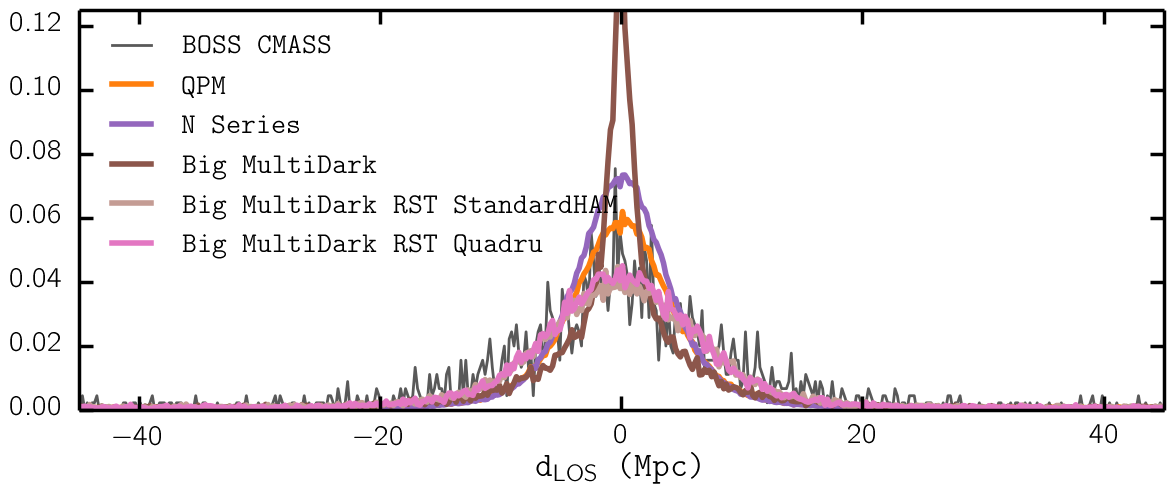 0.12
0.10
0.08
0.06
0.04
0.02
0.00
BOSS CMASS
QPM
N Series
Big MultiDark
Big MultiDark RST StandardHAM
Big MultiDark RST Quadru
−40
−20
0
20
40
d_LOS (Mpc)